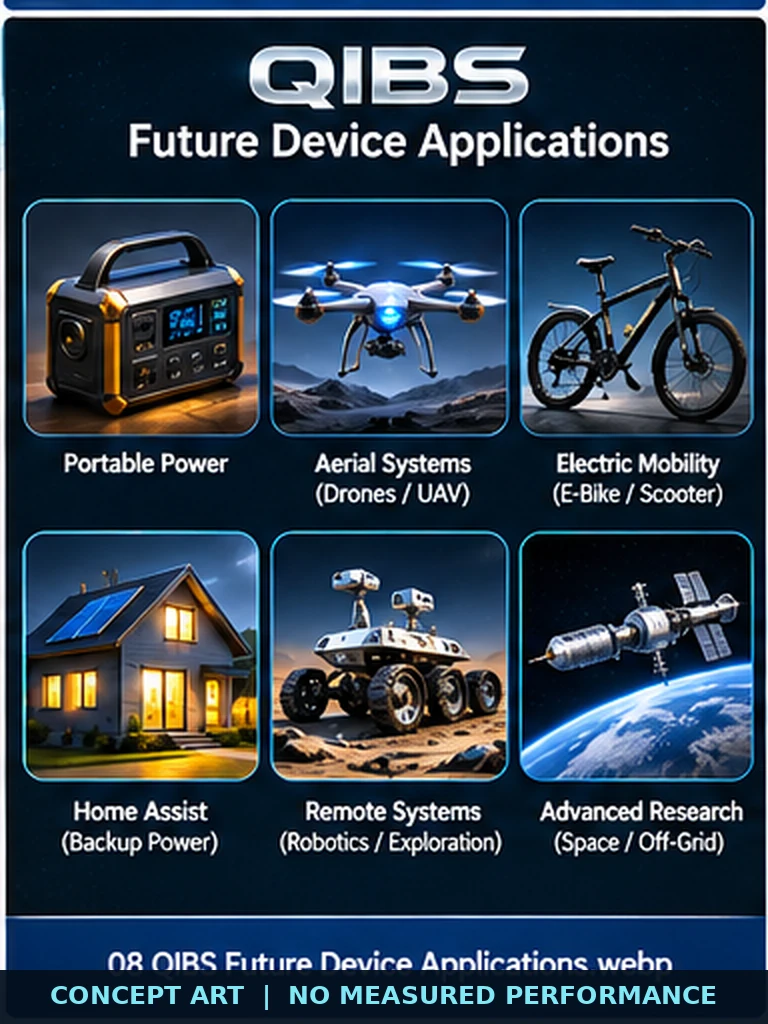 QIBS
Future Device Applications
Portable Power
Aerial Systems
(Drones / UAV)
Electric Mobility
(E-Bike / Scooter)
Home Assist
(Backup Power)
Remote Systems
(Robotics / Exploration)
Advanced Research
(Space / Off-Grid)
08 QIBS Future Device Applications.webp
CONCEPT ART | NO MEASURED PERFORMANCE